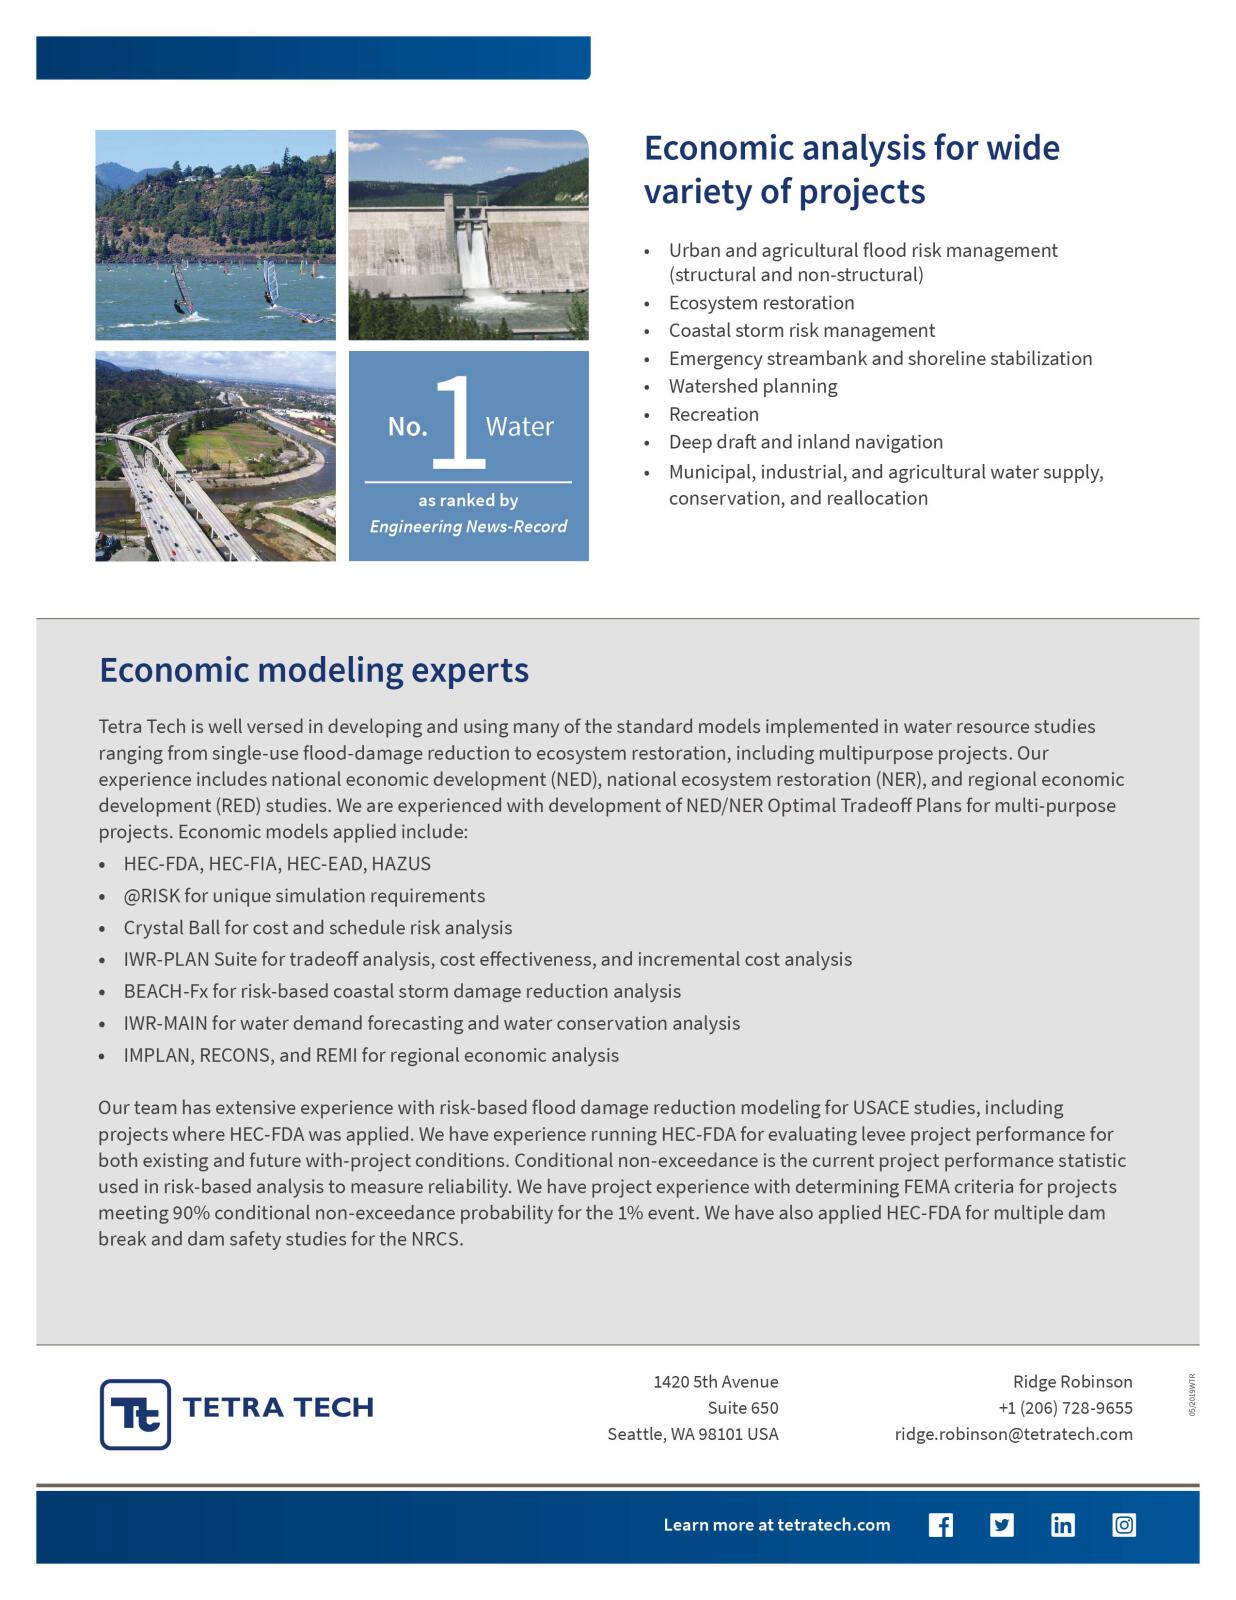 Economic analysis for wide
variety of projects
• Urban and agricultural flood risk management
(structural and non-structural)
• Ecosystem restoration
• Coastal storm risk management
• Emergency streambank and shoreline stabilization
• Watershed planning
• Recreation
• Deep draft and inland navigation
• Municipal, industrial, and agricultural water supply,
conservation, and reallocation
No. 1 Water
as ranked by
Engineering News-Record
Economic modeling experts
Tetra Tech is well versed in developing and using many of the standard models implemented in water resource studies
ranging from single-use flood-damage reduction to ecosystem restoration, including multipurpose projects. Our
experience includes national economic development (NED), national ecosystem restoration (NER), and regional economic
development (RED) studies. We are experienced with development of NED/NER Optimal Tradeoff Plans for multi-purpose
projects. Economic models applied include:
• HEC-FDA, HEC-FIA, HEC-EAD, HAZUS
• @RISK for unique simulation requirements
• Crystal Ball for cost and schedule risk analysis
• IWR-PLAN Suite for tradeoff analysis, cost effectiveness, and incremental cost analysis
• BEACH-Fx for risk-based coastal storm damage reduction analysis
• IWR-MAIN for water demand forecasting and water conservation analysis
• IMPLAN, RECONS, and REMI for regional economic analysis
Our team has extensive experience with risk-based flood damage reduction modeling for USACE studies, including
projects where HEC-FDA was applied. We have experience running HEC-FDA for evaluating levee project performance for
both existing and future with-project conditions. Conditional non-exceedance is the current project performance statistic
used in risk-based analysis to measure reliability. We have project experience with determining FEMA criteria for projects
meeting 90% conditional non-exceedance probability for the 1% event. We have also applied HEC-FDA for multiple dam
break and dam safety studies for the NRCS.
Tt TETRA TECH
1420 5th Avenue
Suite 650
Seattle, WA 98101 USA
Ridge Robinson
+1 (206) 728-9655
ridge.robinson@tetratech.com
05/2019WTR
Learn more at tetratech.com